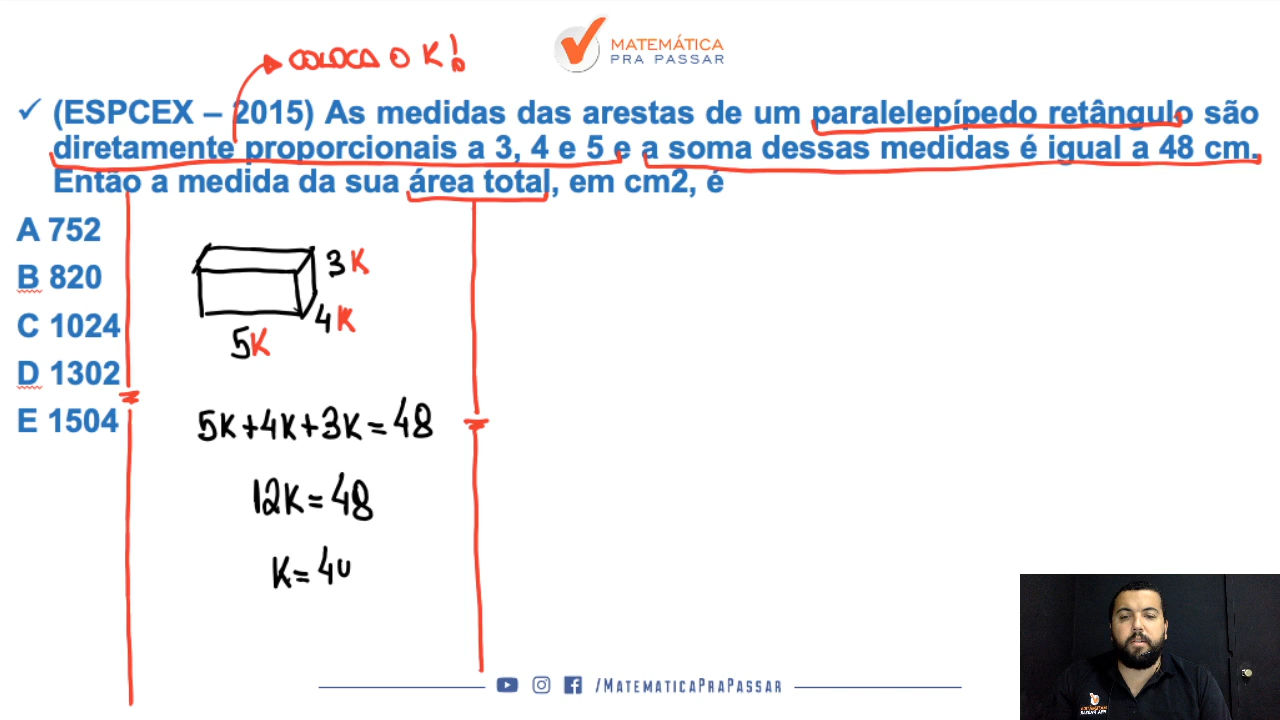 COLOCA O K!
MATEMÁTICA
PRA PASSAR
✓ (ESPCEX – 2015) As medidas das arestas de um paralelepípedo retângulo são
diretamente proporcionais a 3, 4 e 5 e a soma dessas medidas é igual a 48 cm.
Então a medida da sua área total, em cm2, é
A 752
B 820
C 1024
D 1302
E 1504
3K
4K
5K
5K+4K+3K=48
12K=48
K=4
/MATEMATICAPRAPASSAR